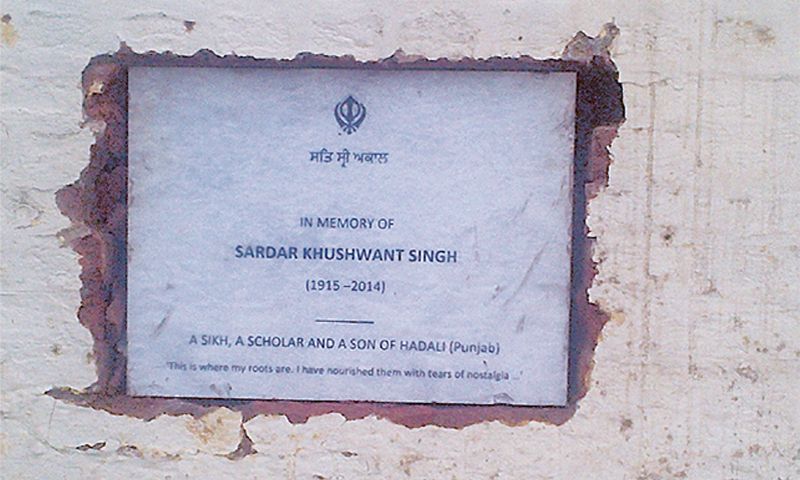 ਸਤਿ ਸ੍ਰੀ ਅਕਾਲ
IN MEMORY OF
SARDAR KHUSHWANT SINGH
(1915 –2014)
A SIKH, A SCHOLAR AND A SON OF HADALI (Punjab)
'This is where my roots are. I have nourished them with tears of nostalgia ...'